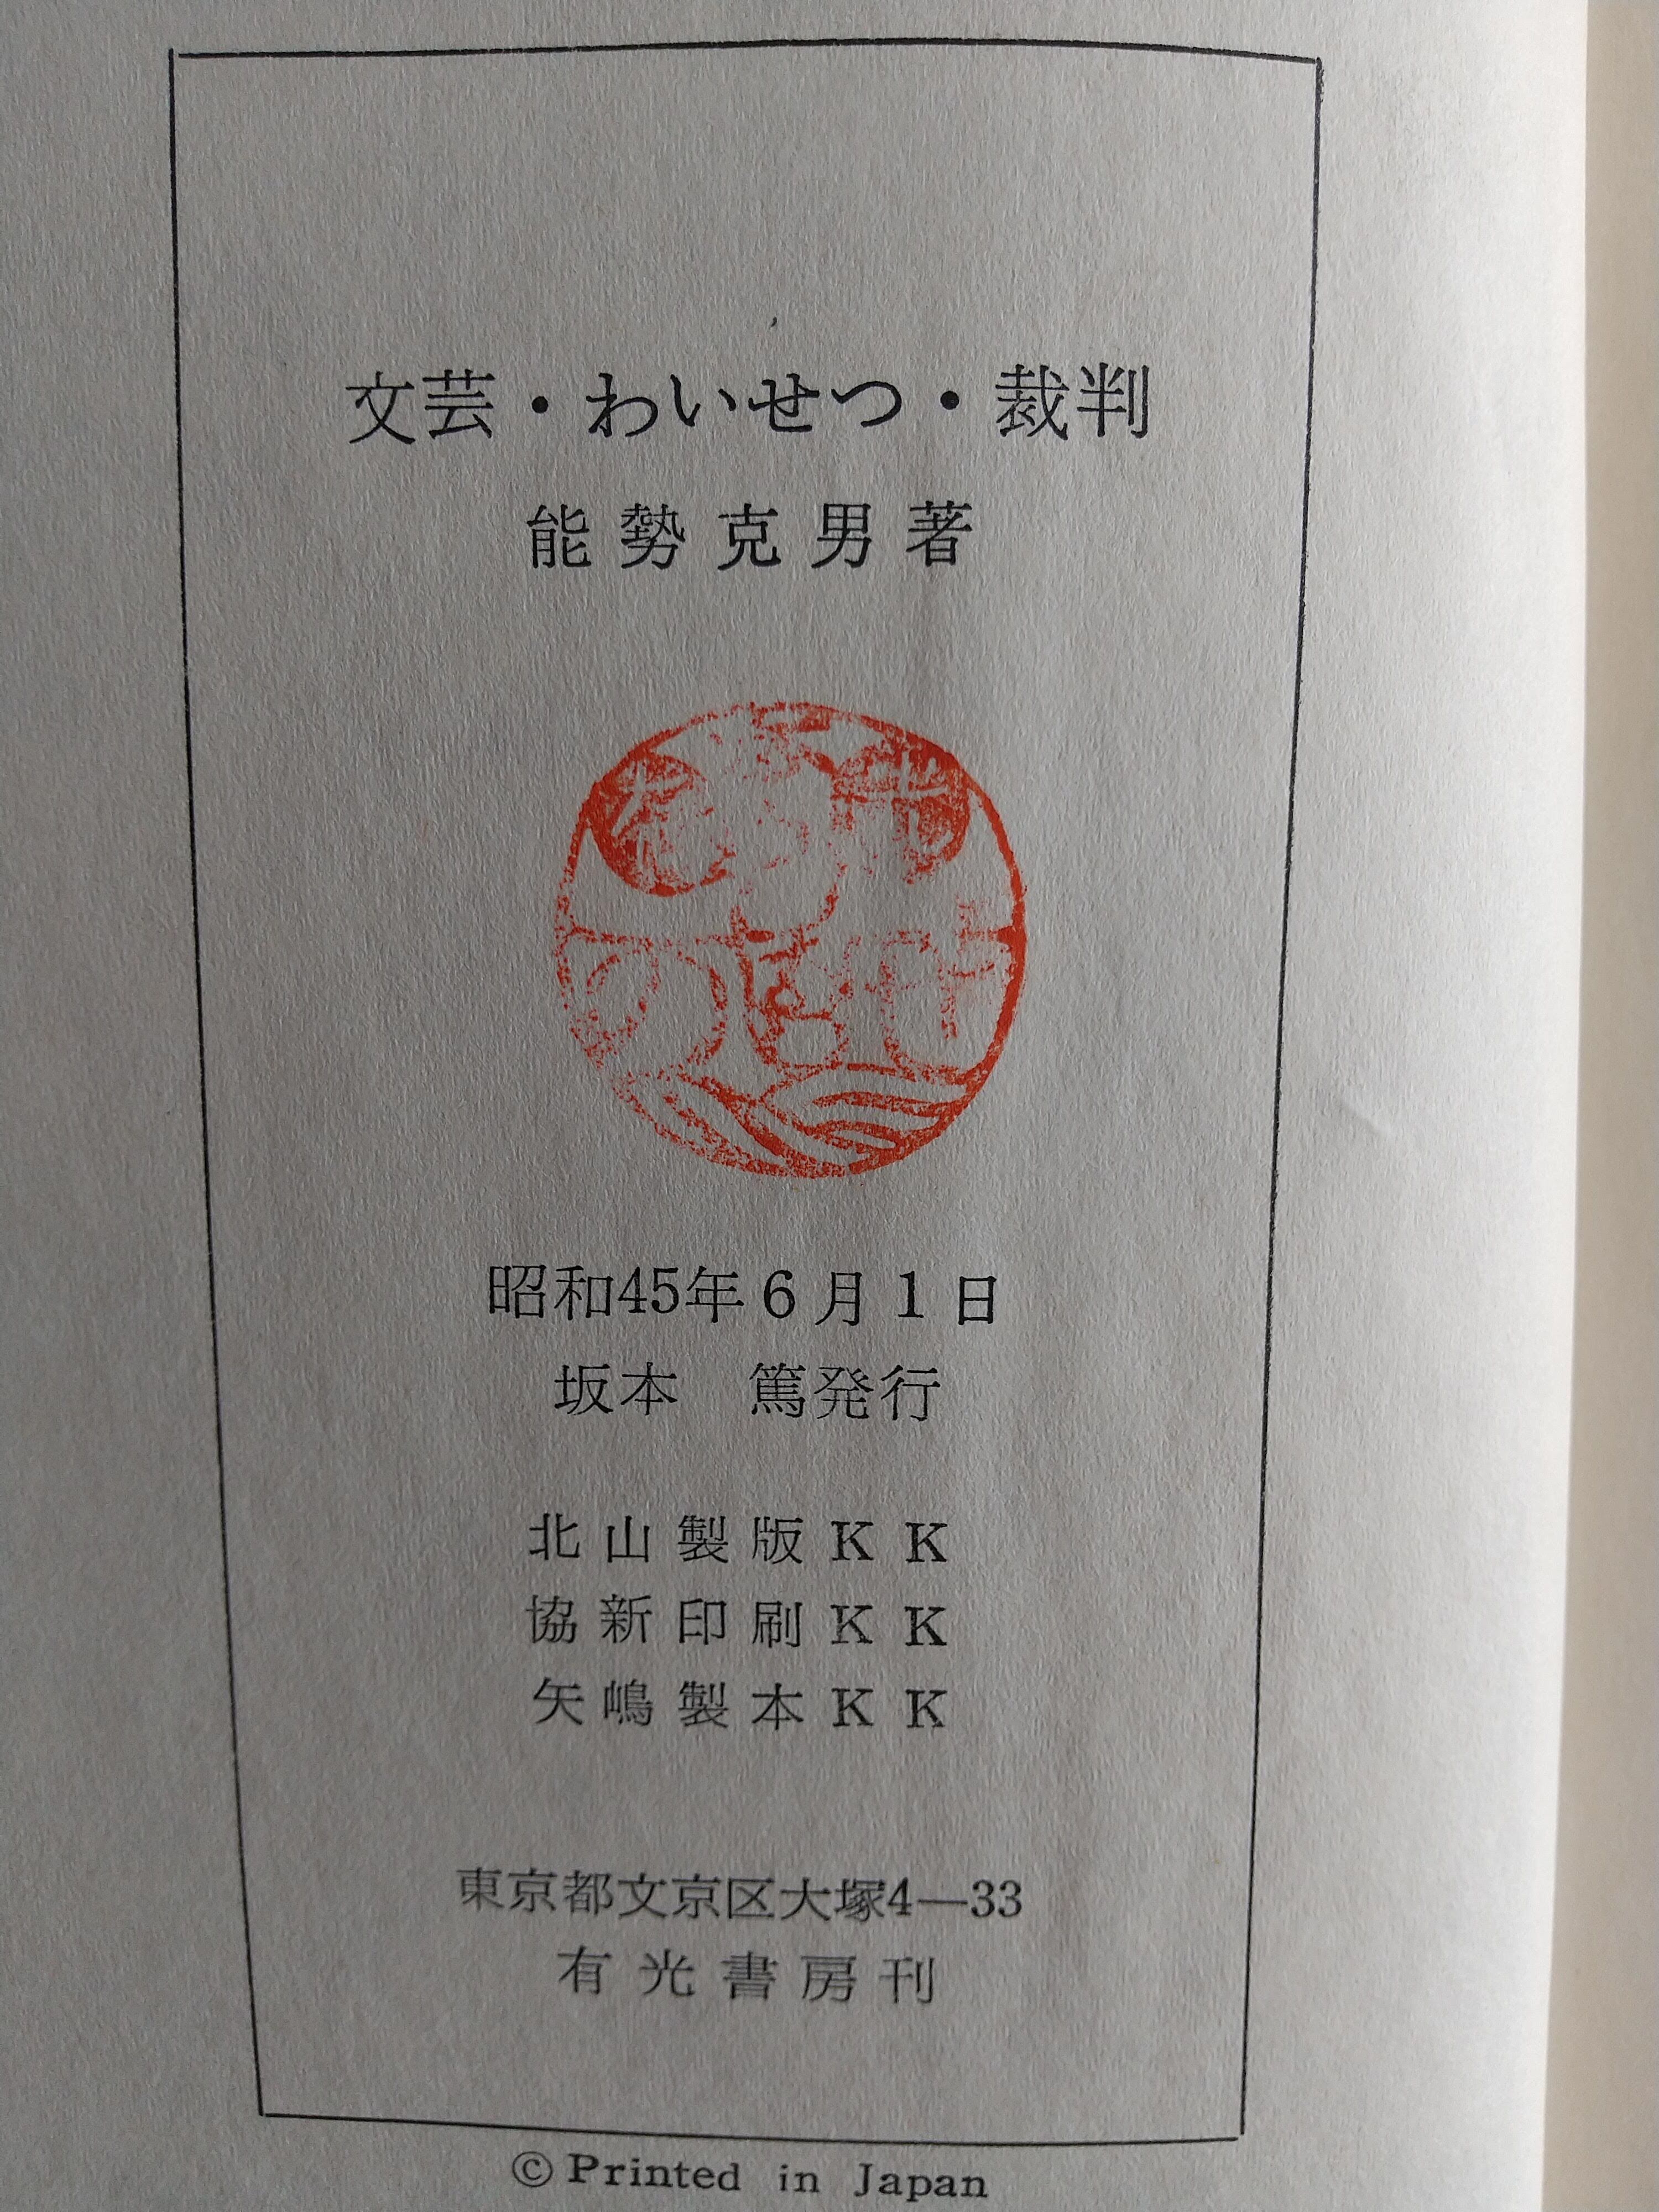 文芸・わいせつ・裁判
能勢克男著
昭和45年6月1日
坂本　篤発行
北山製版KK
協新印刷KK
矢嶋製本KK
東京都文京区大塚4—33
有光書房刊
©Printed in Japan